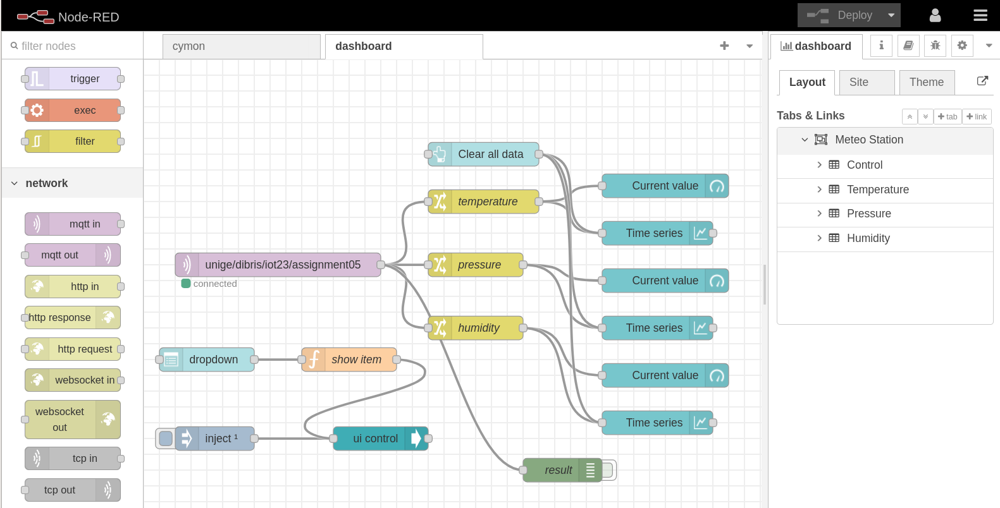 Node-RED
Deploy
filter nodes
cymon
dashboard
dashboard
trigger
exec
filter
network
mqtt in
mqtt out
http in
http response
http request
websocket in
websocket
out
tcp in
tcp out
Clear all data
temperature
pressure
humidity
unige/dibris/iot23/assignment05
connected
dropdown
show item
inject ¹
ui control
result
Current value
Time series
Current value
Time series
Current value
Time series
Layout
Site
Theme
Tabs & Links
tab
link
Meteo Station
Control
Temperature
Pressure
Humidity